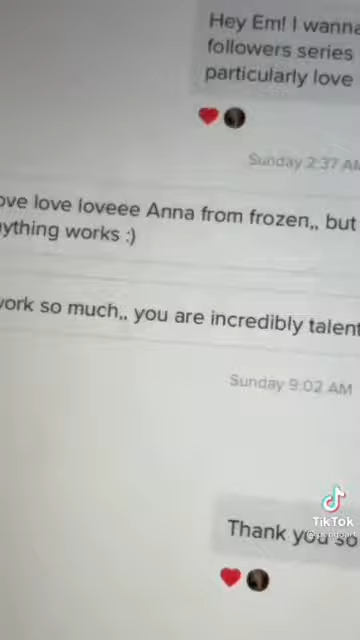 Hey Em! I wanna
followers series
particularly love
Sunday 2:37 AM
ove love loveee Anna from frozen,, but
ything works :)
work so much,, you are incredibly talent
Sunday 9:02 AM
TikTok
Thank you so